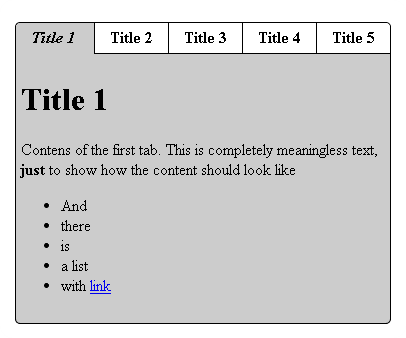 Title 1 Title 2 Title 3 Title 4 Title 5
Title 1
Contens of the first tab. This is completely meaningless text,
just to show how the content should look like
And
there
is
a list
with link